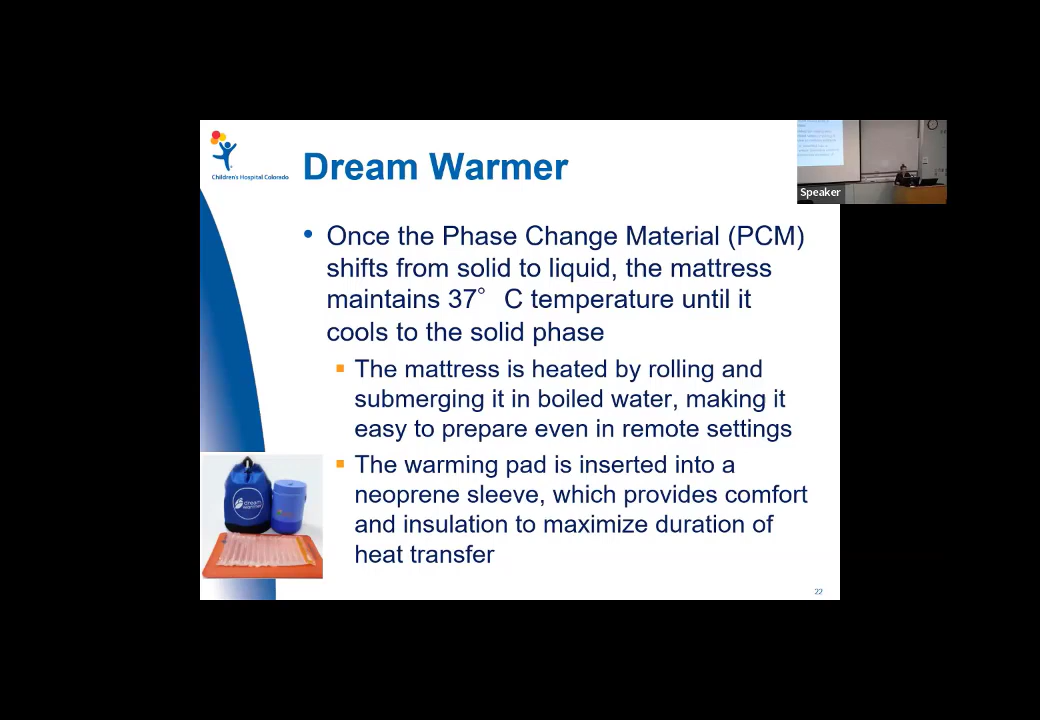 Children's Hospital Colorado
Dream Warmer
Speaker
• Once the Phase Change Material (PCM)
shifts from solid to liquid, the mattress
maintains 37° C temperature until it
cools to the solid phase
▪ The mattress is heated by rolling and
submerging it in boiled water, making it
easy to prepare even in remote settings
▪ The warming pad is inserted into a
neoprene sleeve, which provides comfort
and insulation to maximize duration of
heat transfer
dream
warmer
22